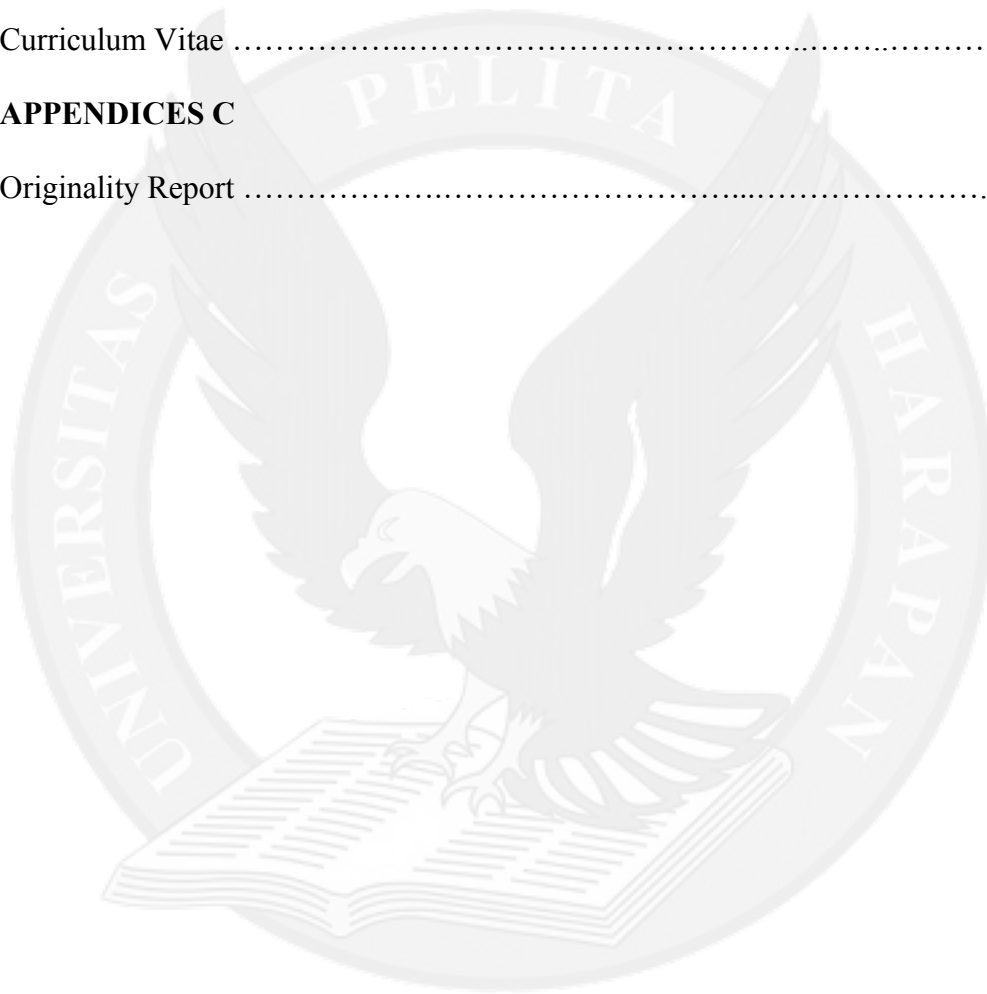 Curriculum Vitae ……………..………………………………..……..………
APPENDICES C
Originality Report ……………….………………………...………………….
UNIVERSITAS PELITA HARAPAN